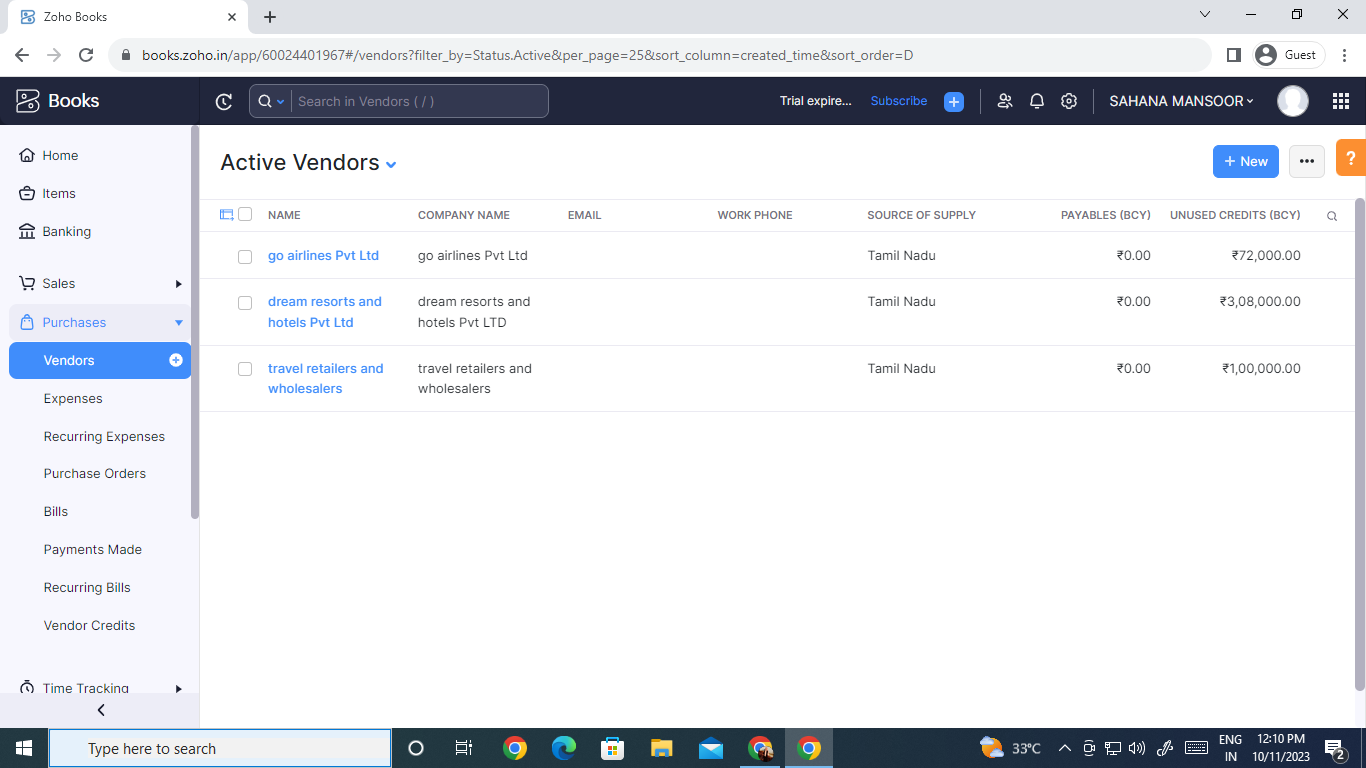 Zoho Books
books.zoho.in/app/60024401967#/vendors?filter_by=Status.Active&per_page=25&sort_column=created_time&sort_order=D
Guest
Books
Search in Vendors ( / )
Trial expire...
Subscribe
SAHANA MANSOOR
Home
Items
Banking
Sales
Purchases
Vendors
Expenses
Recurring Expenses
Purchase Orders
Bills
Payments Made
Recurring Bills
Vendor Credits
Time Tracking
Active Vendors
+ New
?
NAME COMPANY NAME EMAIL WORK PHONE SOURCE OF SUPPLY PAYABLES (BCY) UNUSED CREDITS (BCY)
go airlines Pvt Ltd go airlines Pvt Ltd Tamil Nadu ₹0.00 ₹72,000.00
dream resorts and dream resorts and Tamil Nadu ₹0.00 ₹3,08,000.00
hotels Pvt Ltd hotels Pvt LTD
travel retailers and travel retailers and Tamil Nadu ₹0.00 ₹1,00,000.00
wholesalers wholesalers
Type here to search
33°C
ENG
IN
12:10 PM
10/11/2023
2